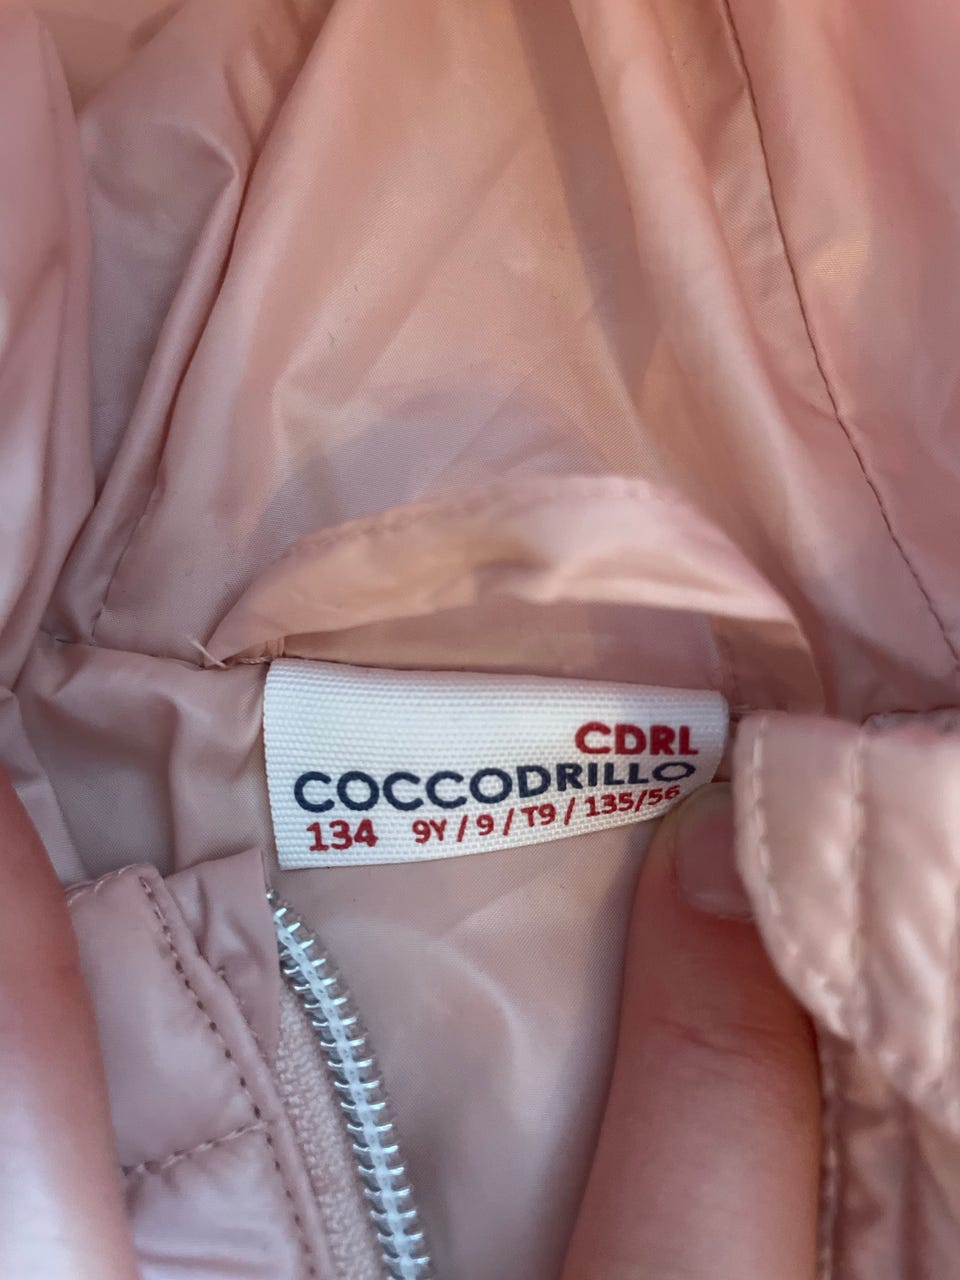 CDRL
COCCODRILLO
134 9Y / 9 / T9 / 135/56